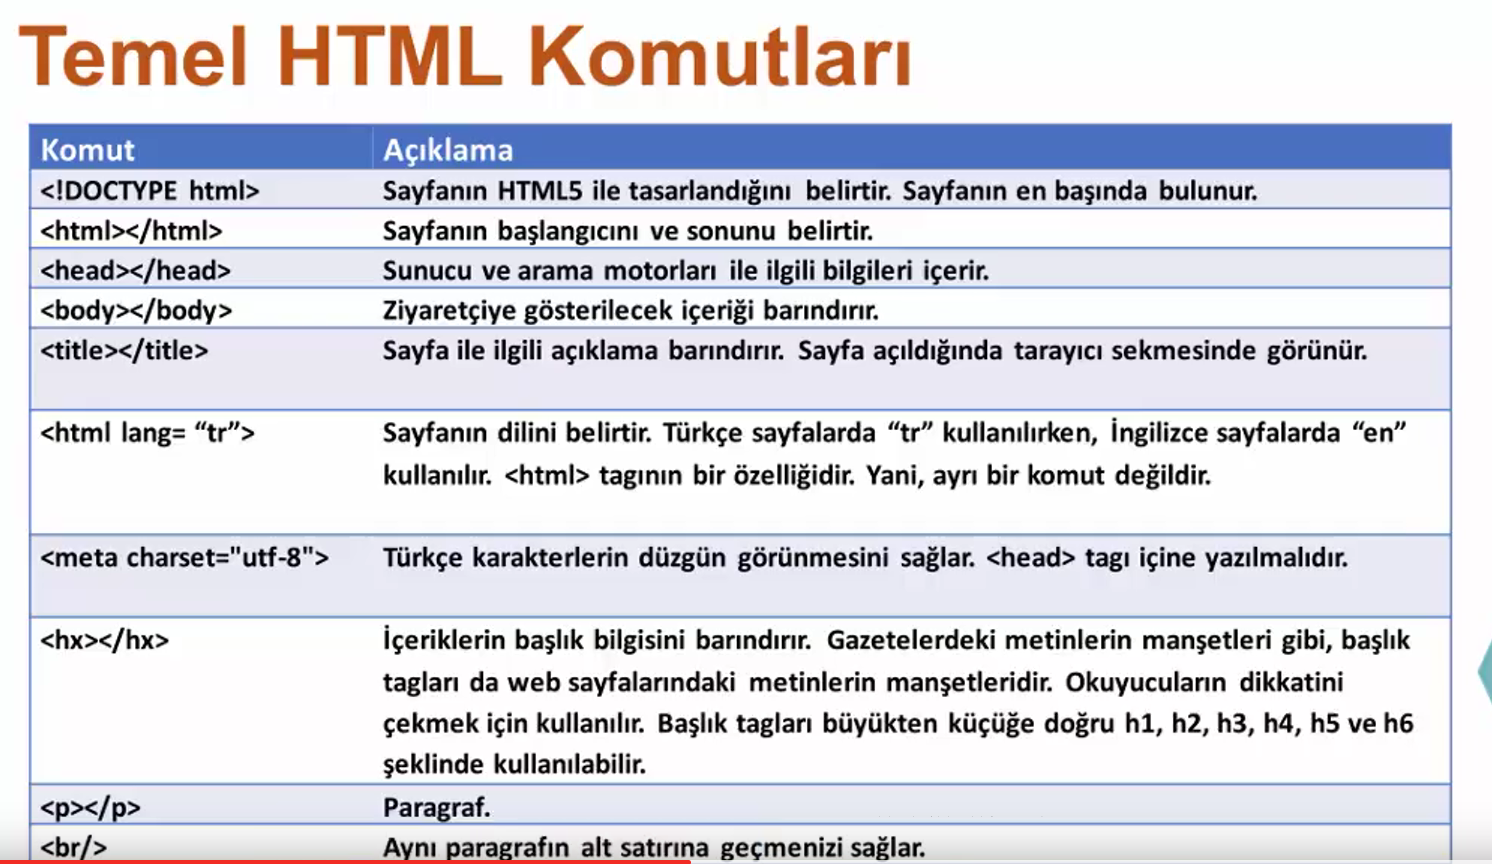 Temel HTML Komutları
Komut Açıklama
<!DOCTYPE html> Sayfanın HTML5 ile tasarlandığını belirtir. Sayfanın en başında bulunur.
<html></html> Sayfanın başlangıcını ve sonunu belirtir.
<head></head> Sunucu ve arama motorları ile ilgili bilgileri içerir.
<body></body> Ziyaretçiye gösterilecek içeriği barındırır.
<title></title> Sayfa ile ilgili açıklama barındırır. Sayfa açıldığında tarayıcı sekmesinde görünür.
<html lang= “tr”> Sayfanın dilini belirtir. Türkçe sayfalarda “tr” kullanılırken, İngilizce sayfalarda “en”
kullanılır. <html> tagının bir özelliğidir. Yani, ayrı bir komut değildir.
<meta charset="utf-8"> Türkçe karakterlerin düzgün görünmesini sağlar. <head> tagı içine yazılmalıdır.
<hx></hx> İçeriklerin başlık bilgisini barındırır. Gazetelerdeki metinlerin manşetleri gibi, başlık
tagları da web sayfalarındaki metinlerin manşetleridir. Okuyucuların dikkatini
çekmek için kullanılır. Başlık tagları büyükten küçüğe doğru h1, h2, h3, h4, h5 ve h6
şeklinde kullanılabilir.
<p></p> Paragraf.
<br/> Aynı paragrafın alt satırına geçmenizi sağlar.